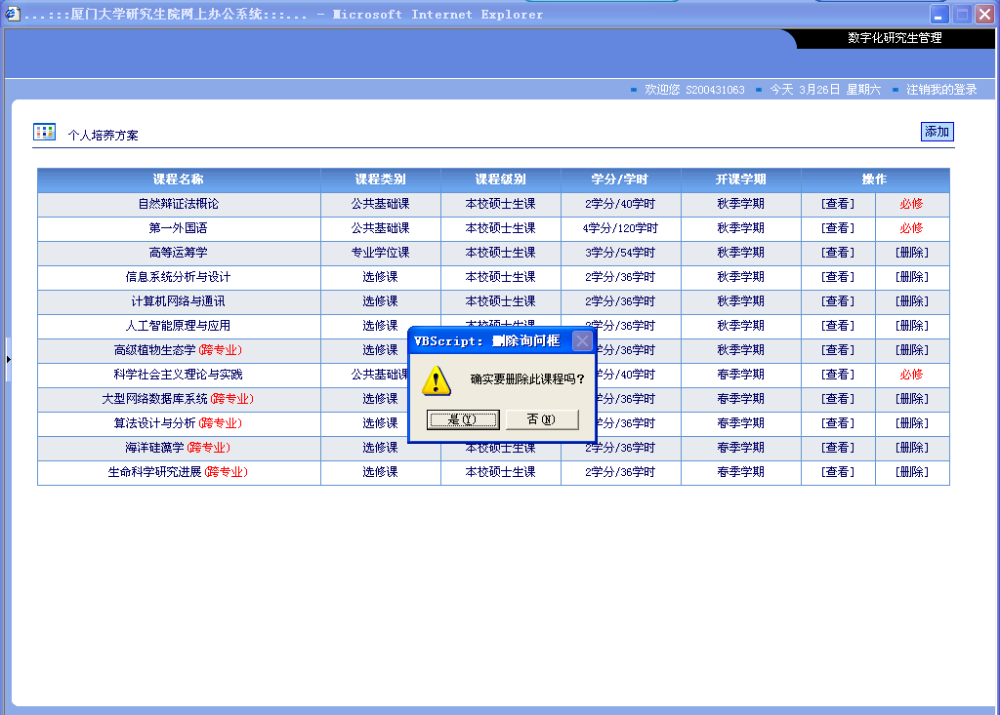 ...:::厦门大学研究生院网上办公系统:::... - Microsoft Internet Explorer
数字化研究生管理
欢迎您 S200431063 今天 3月26日 星期六 注销我的登录
个人培养方案 添加
课程名称 课程类别 课程级别 学分/学时 开课学期 操作
自然辩证法概论 公共基础课 本校硕士生课 2学分/40学时 秋季学期 [查看] 必修
第一外国语 公共基础课 本校硕士生课 4学分/120学时 秋季学期 [查看] 必修
高等运筹学 专业学位课 本校硕士生课 3学分/54学时 秋季学期 [查看] [删除]
信息系统分析与设计 选修课 本校硕士生课 2学分/36学时 秋季学期 [查看] [删除]
计算机网络与通讯 选修课 本校硕士生课 2学分/36学时 秋季学期 [查看] [删除]
人工智能原理与应用 选修课 本校硕士生课 2学分/36学时 秋季学期 [查看] [删除]
高级植物生态学(跨专业) 选修课 学分/36学时 秋季学期 [查看] [删除]
科学社会主义理论与实践 公共基础课 学分/40学时 春季学期 [查看] 必修
大型网络数据库系统(跨专业) 选修课 学分/36学时 春季学期 [查看] [删除]
算法设计与分析(跨专业) 选修课 学分/36学时 春季学期 [查看] [删除]
海洋硅藻学(跨专业) 选修课 本校硕士生课 2学分/36学时 春季学期 [查看] [删除]
生命科学研究进展(跨专业) 选修课 本校硕士生课 2学分/36学时 春季学期 [查看] [删除]
VBScript: 删除询问框
确实要删除此课程吗?
是(Y) 否(N)